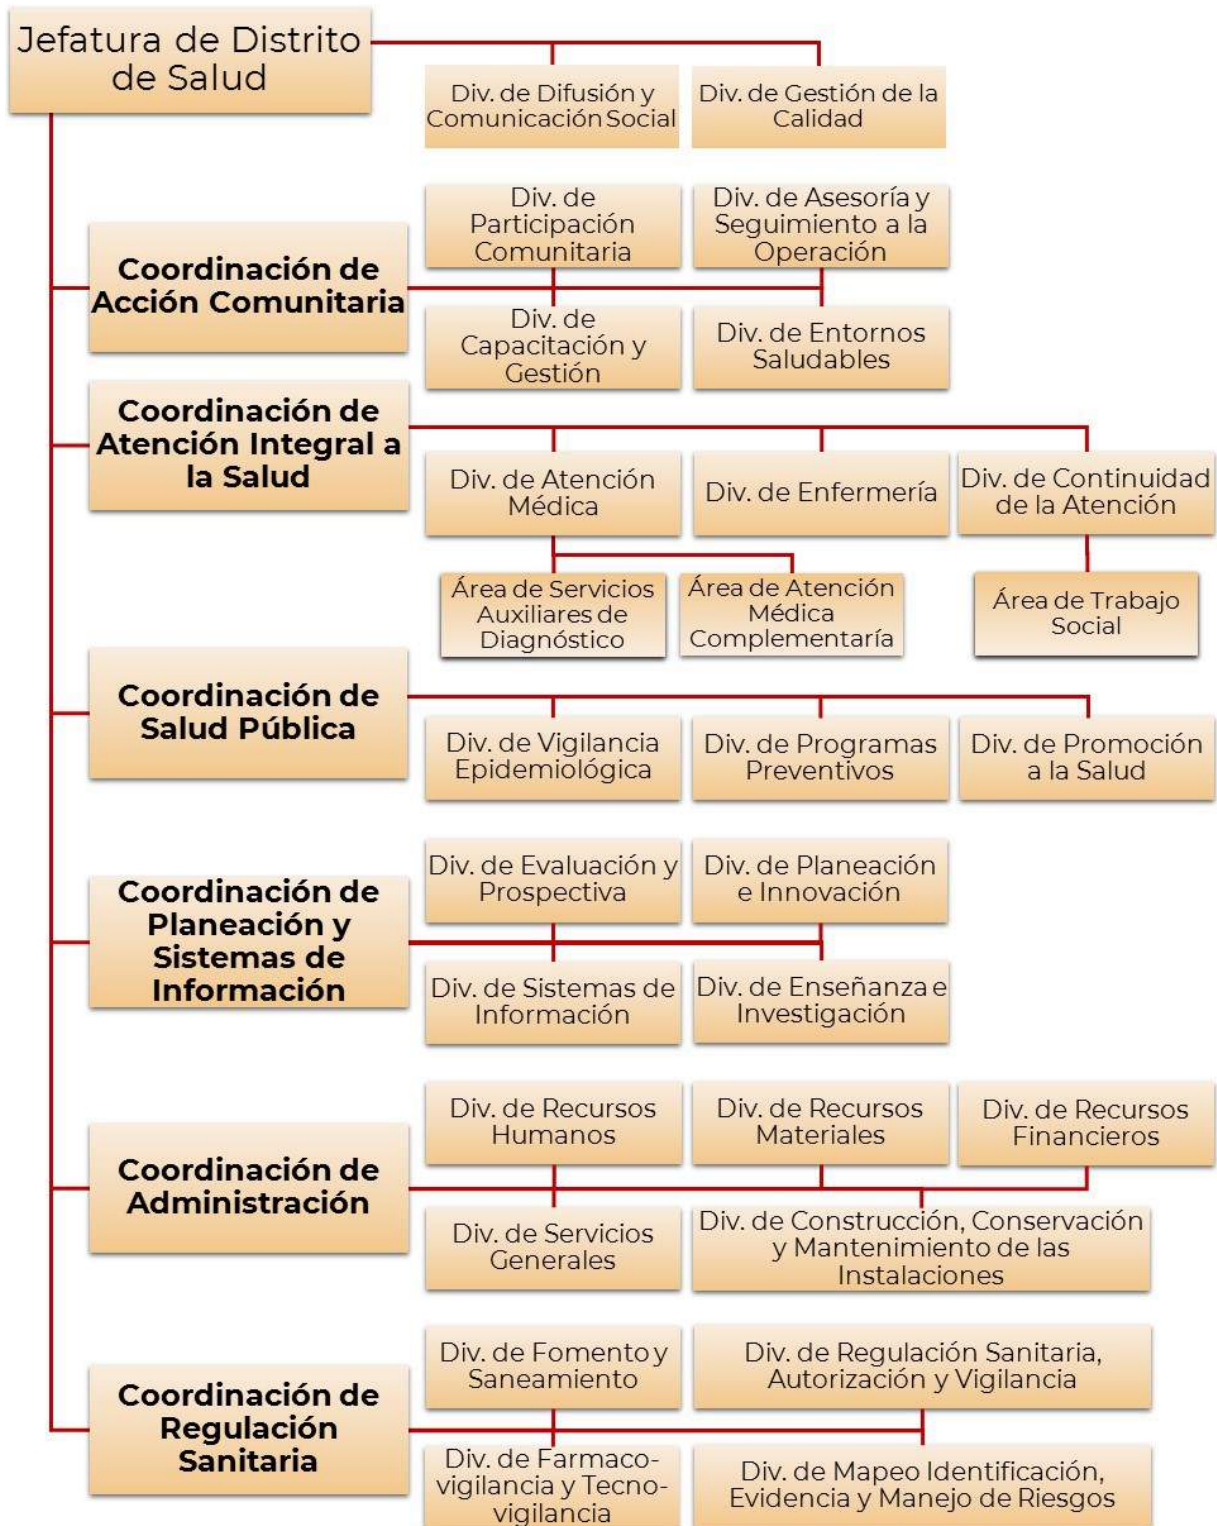 Jefatura de Distrito
de Salud
Div. de Difusión y
Comunicación Social
Div. de Gestión de la
Calidad
Div. de
Participación
Comunitaria
Div. de Asesoría y
Seguimiento a la
Operación
Coordinación de
Acción Comunitaria
Div. de
Capacitación y
Gestión
Div. de Entornos
Saludables
Coordinación de
Atención Integral a
la Salud
Div. de Atención
Médica
Div. de Enfermería
Div. de Continuidad
de la Atención
Área de Servicios
Auxiliares de
Diagnóstico
Área de Atención
Médica
Complementaría
Área de Trabajo
Social
Coordinación de
Salud Pública
Div. de Vigilancia
Epidemiológica
Div. de Programas
Preventivos
Div. de Promoción
a la Salud
Div. de Evaluación y
Prospectiva
Div. de Planeación
e Innovación
Coordinación de
Planeación y
Sistemas de
Información
Div. de Sistemas de
Información
Div. de Enseñanza e
Investigación
Div. de Recursos
Humanos
Div. de Recursos
Materiales
Div. de Recursos
Financieros
Coordinación de
Administración
Div. de Servicios
Generales
Div. de Construcción, Conservación
y Mantenimiento de las
Instalaciones
Div. de Fomento y
Saneamiento
Div. de Regulación Sanitaria,
Autorización y Vigilancia
Coordinación de
Regulación
Sanitaria
Div. de Farmaco-
vigilancia y Tecno-
vigilancia
Div. de Mapeo Identificación,
Evidencia y Manejo de Riesgos